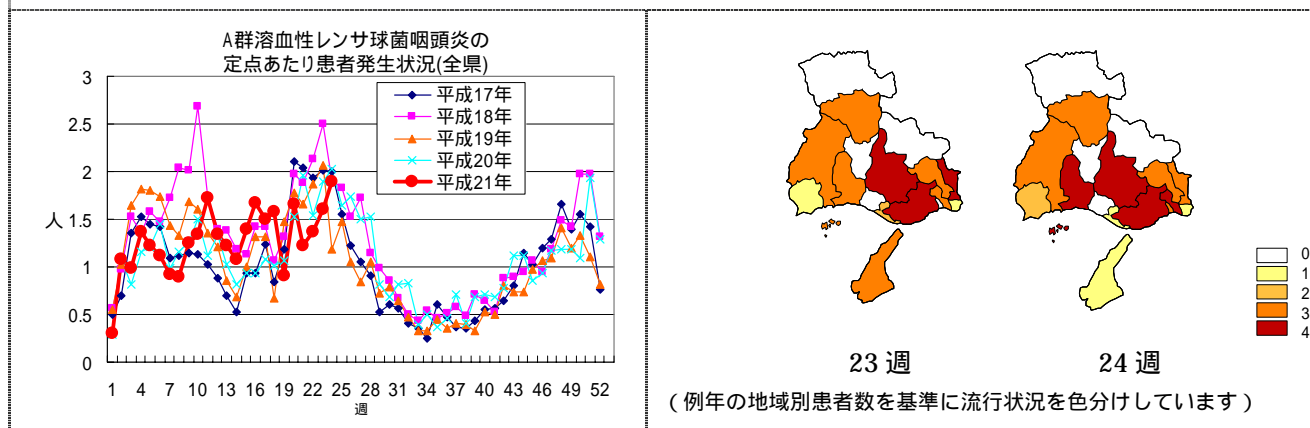 A群溶血性レンサ球菌咽頭炎の
定点あたり患者発生状況(全県)
3
2.5
2
1.5
1
0.5
0
人
平成17年
平成18年
平成19年
平成20年
平成21年
1 4 7 10 13 16 19 22 25 28 31 34 37 40 43 46 49 52
週
0
1
2
3
4
23 週 24 週
(例年の地域別患者数を基準に流行状況を色分けしています)